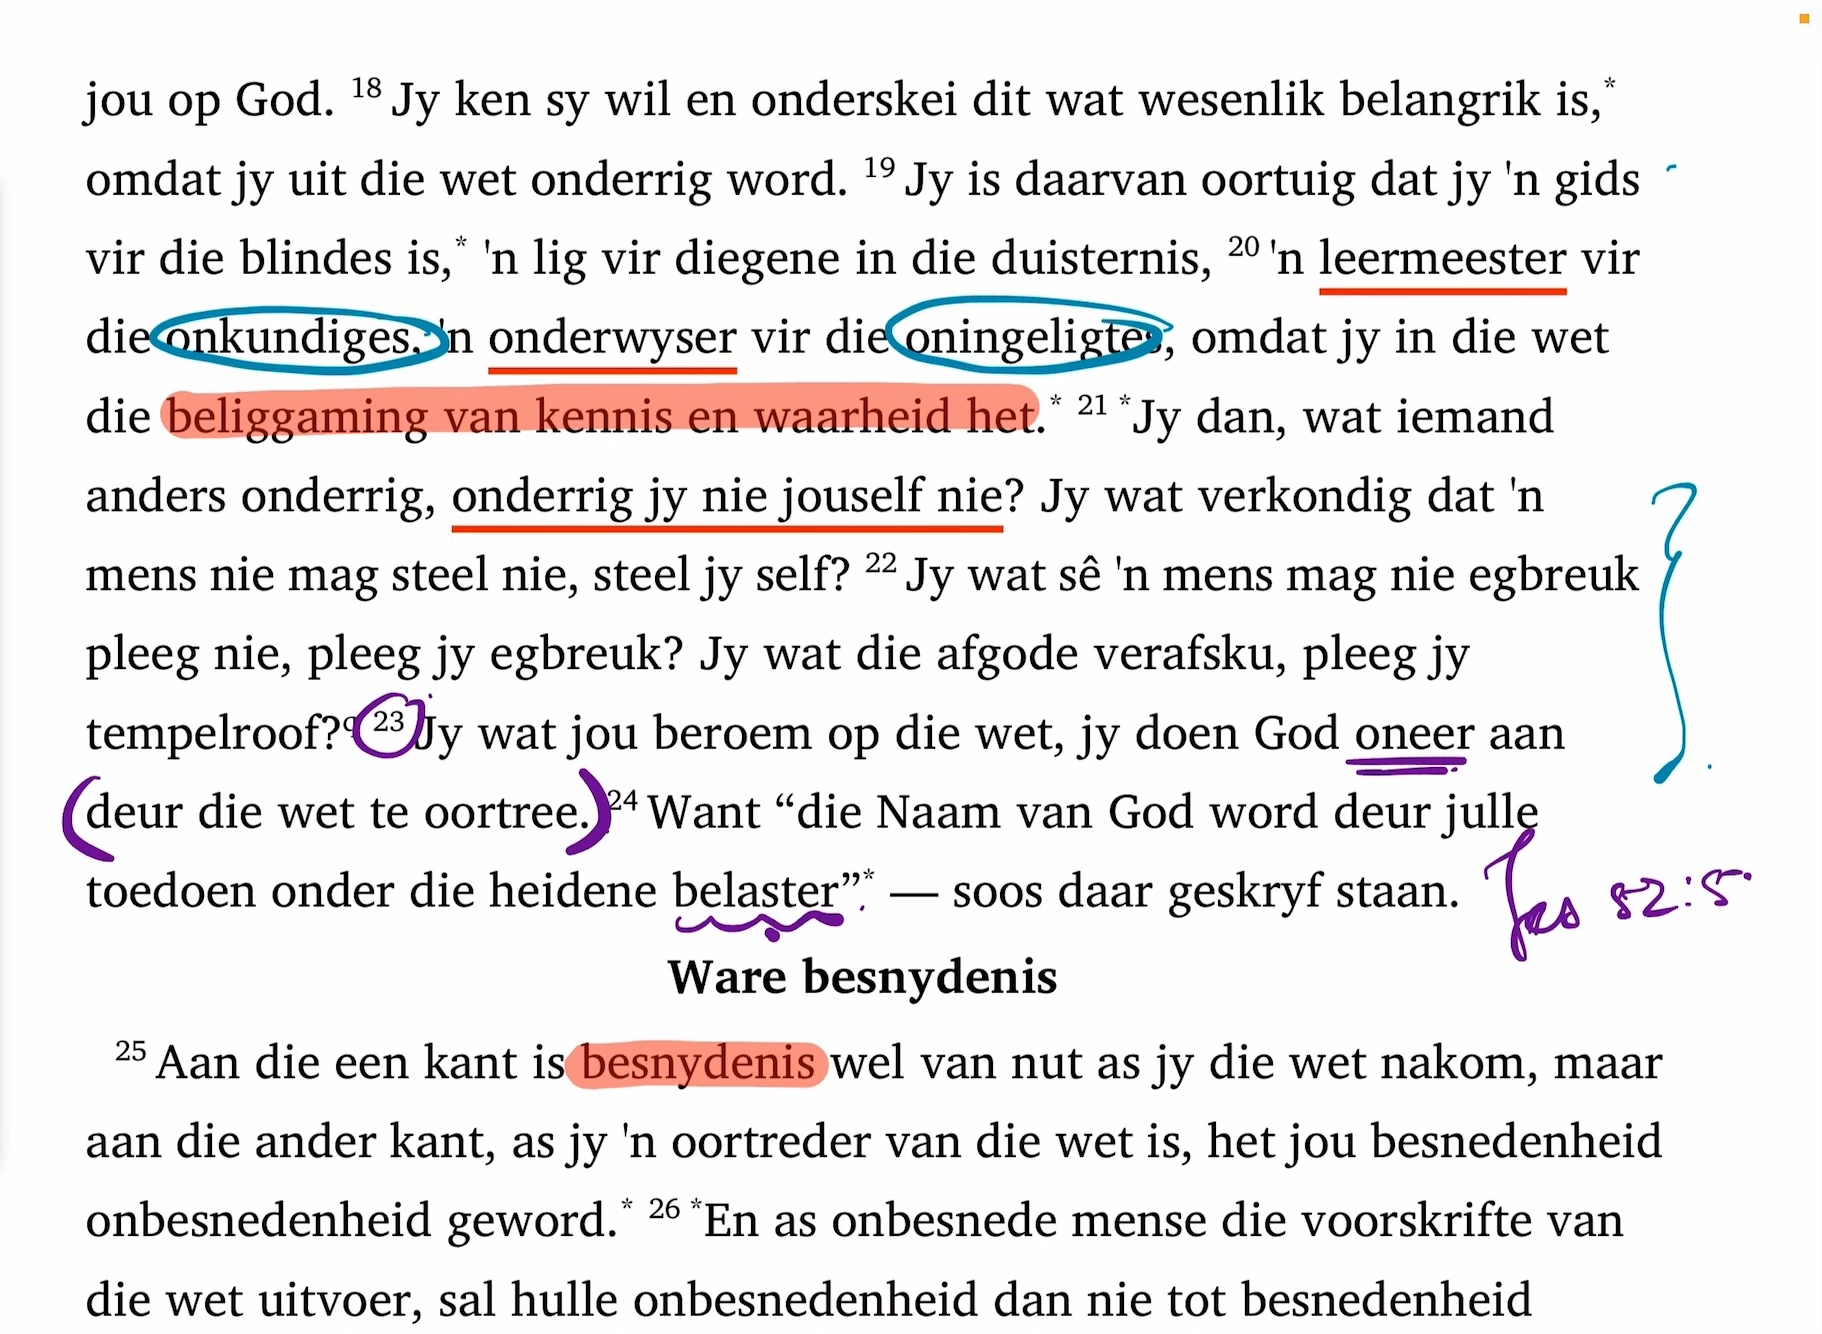 jou op God. 18 Jy ken sy wil en onderskei dit wat wesenlik belangrik is,*
omdat jy uit die wet onderrig word. 19 Jy is daarvan oortuig dat jy 'n gids
vir die blindes is,* 'n lig vir diegene in die duisternis, 20 'n leermeester vir
die onkundiges, 'n onderwyser vir die oningeligtes, omdat jy in die wet
die beliggaming van kennis en waarheid het.* 21 *Jy dan, wat iemand
anders onderrig, onderrig jy nie jouself nie? Jy wat verkondig dat 'n
mens nie mag steel nie, steel jy self? 22 Jy wat sê 'n mens mag nie egbreuk
pleeg nie, pleeg jy egbreuk? Jy wat die afgode verafsku, pleeg jy
tempelroof? 23 Jy wat jou beroem op die wet, jy doen God oneer aan
deur die wet te oortree. 24 Want “die Naam van God word deur julle
toedoen onder die heidene belaster”* — soos daar geskryf staan.
Jes 52:5
Ware besnydenis
25 Aan die een kant is besnydenis wel van nut as jy die wet nakom, maar
aan die ander kant, as jy 'n oortreder van die wet is, het jou besnedenheid
onbesnedenheid geword.* 26 *En as onbesnede mense die voorskrifte van
die wet uitvoer, sal hulle onbesnedenheid dan nie tot besnedenheid